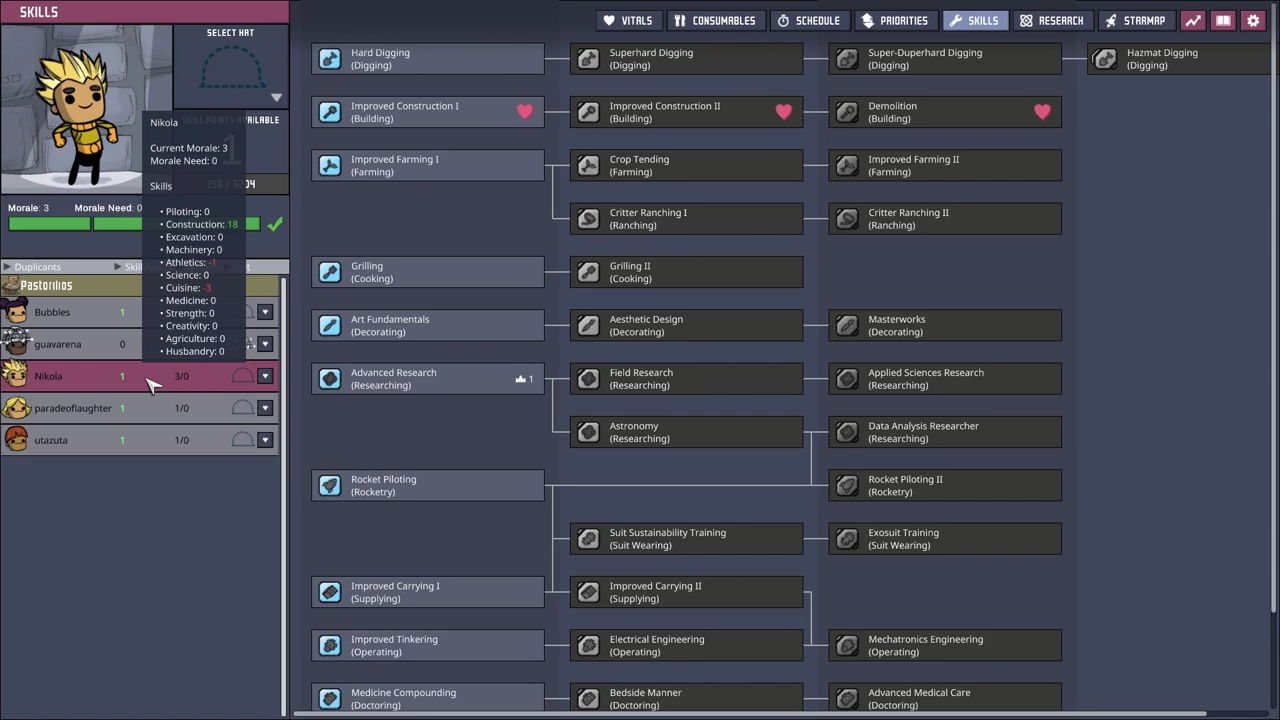 SKILLS
VITALS
CONSUMABLES
SCHEDULE
PRIORITIES
SKILLS
RESEARCH
STARMAP
SELECT HAT
SKILL POINTS AVAILABLE
1
Morale: 3
Morale Need: 0
Duplicants
Pastorilios
Bubbles 1
guavarena 0
Nikola 1 3/0
paradeoflaughter 1 1/0
utazuta 1 1/0
Nikola
Current Morale: 3
Morale Need: 0
Skills
• Piloting: 0
• Construction: 18
• Excavation: 0
• Machinery: 0
• Athletics: -1
• Science: 0
• Cuisine: -3
• Medicine: 0
• Strength: 0
• Creativity: 0
• Agriculture: 0
• Husbandry: 0
Hard Digging
(Digging)
Superhard Digging
(Digging)
Super-Duperhard Digging
(Digging)
Hazmat Digging
(Digging)
Improved Construction I
(Building)
Improved Construction II
(Building)
Demolition
(Building)
Improved Farming I
(Farming)
Crop Tending
(Farming)
Improved Farming II
(Farming)
Critter Ranching I
(Ranching)
Critter Ranching II
(Ranching)
Grilling
(Cooking)
Grilling II
(Cooking)
Art Fundamentals
(Decorating)
Aesthetic Design
(Decorating)
Masterworks
(Decorating)
Advanced Research
(Researching)
1
Field Research
(Researching)
Applied Sciences Research
(Researching)
Astronomy
(Researching)
Data Analysis Researcher
(Researching)
Rocket Piloting
(Rocketry)
Rocket Piloting II
(Rocketry)
Suit Sustainability Training
(Suit Wearing)
Exosuit Training
(Suit Wearing)
Improved Carrying I
(Supplying)
Improved Carrying II
(Supplying)
Improved Tinkering
(Operating)
Electrical Engineering
(Operating)
Mechatronics Engineering
(Operating)
Medicine Compounding
(Doctoring)
Bedside Manner
(Doctoring)
Advanced Medical Care
(Doctoring)